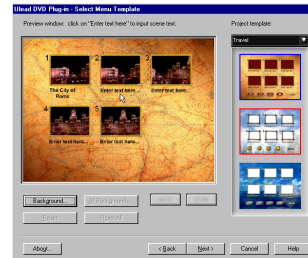 Ulead DVD Plug-in - Select Menu Template
Preview window: click on "Enter text here" to input scene text.
Project template:
Travel
1
2
3
The City of
Rome
Enter text here...
Enter text here...
4
5
Enter text here...
Enter text here...
Background...
All Backgrounds...
Reset
Reset All
About...
< Back
Next >
Cancel
Help